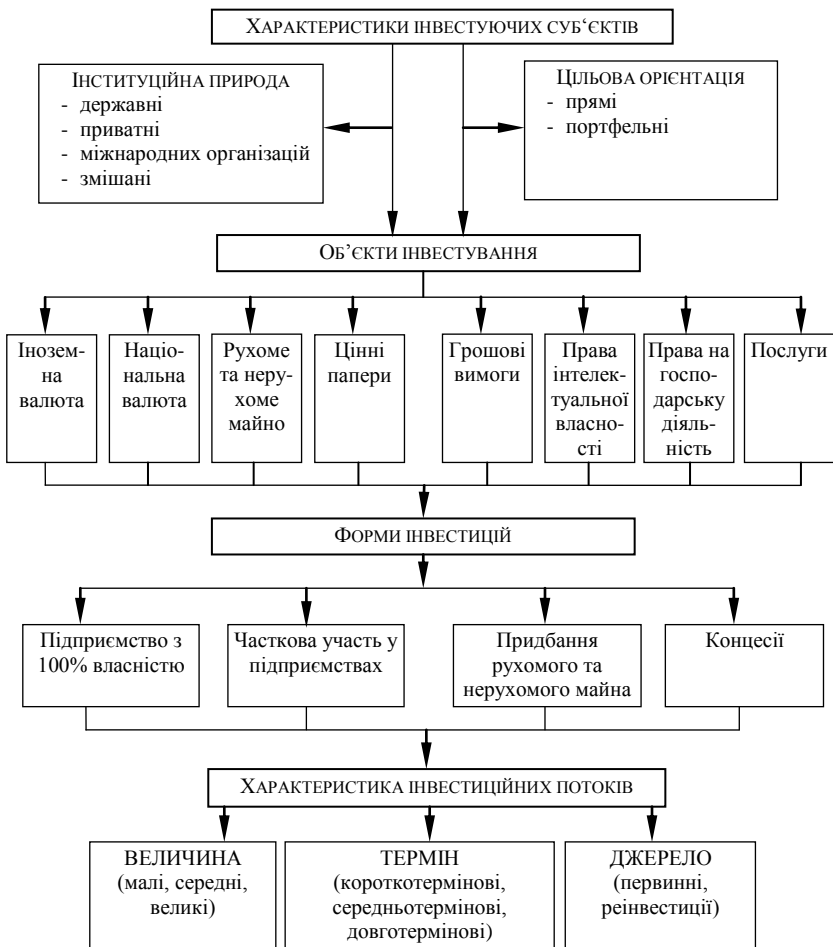 ХАРАКТЕРИСТИКИ ІНВЕСТУЮЧИХ СУБ‘ЄКТІВ
ІНСТИТУЦІЙНА ПРИРОДА
- державні
- приватні
- міжнародних організацій
- змішані
ЦІЛЬОВА ОРІЄНТАЦІЯ
- прямі
- портфельні
ОБ’ЄКТИ ІНВЕСТУВАННЯ
Інозем-
на
валюта
Націо-
нальна
валюта
Рухоме
та неру-
хоме
майно
Цінні
папери
Грошові
вимоги
Права
інтелек-
туальної
власно-
сті
Права на
госпо-
дарську
діяль-
ність
Послуги
ФОРМИ ІНВЕСТИЦІЙ
Підприємство з
100% власністю
Часткова участь у
підприємствах
Придбання
рухомого та
нерухомого майна
Концесії
ХАРАКТЕРИСТИКА ІНВЕСТИЦІЙНИХ ПОТОКІВ
ВЕЛИЧИНА
(малі, середні,
великі)
ТЕРМІН
(короткотермінові,
середньотермінові,
довготермінові)
ДЖЕРЕЛО
(первинні,
реінвестиції)